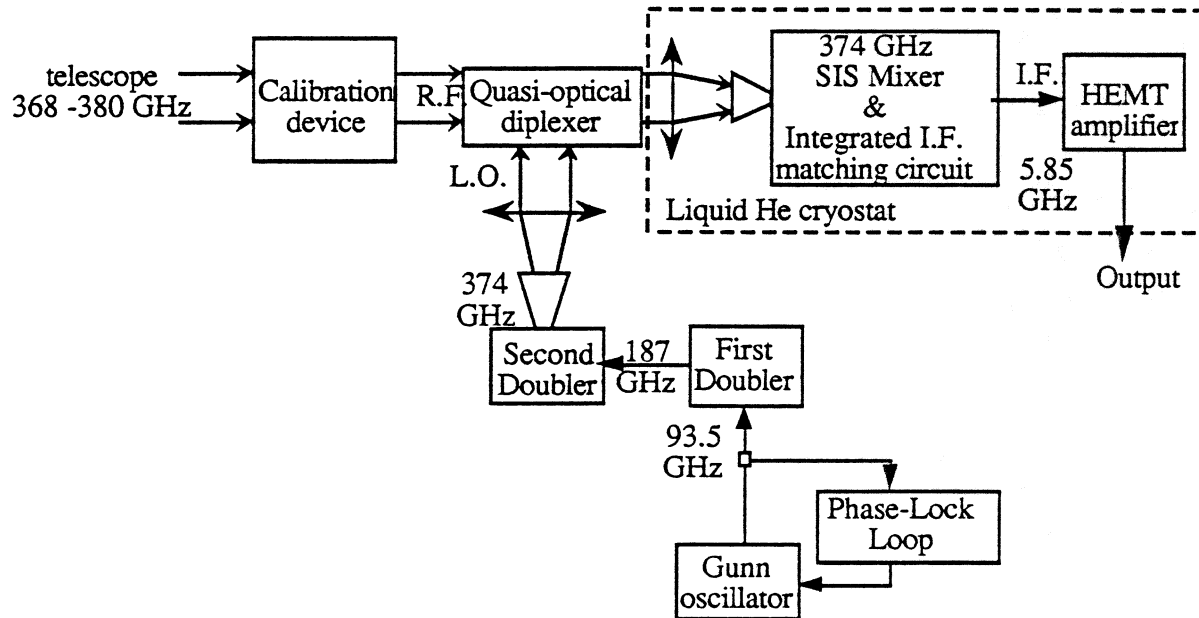 telescope
368 -380 GHz
Calibration
device
R.F.
Quasi-optical
diplexer
L.O.
374 GHz
SIS Mixer
&
Integrated I.F.
matching circuit
I.F.
HEMT
amplifier
5.85
GHz
Liquid He cryostat
Output
374
GHz
Second
Doubler
187
GHz
First
Doubler
93.5
GHz
Phase-Lock
Loop
Gunn
oscillator